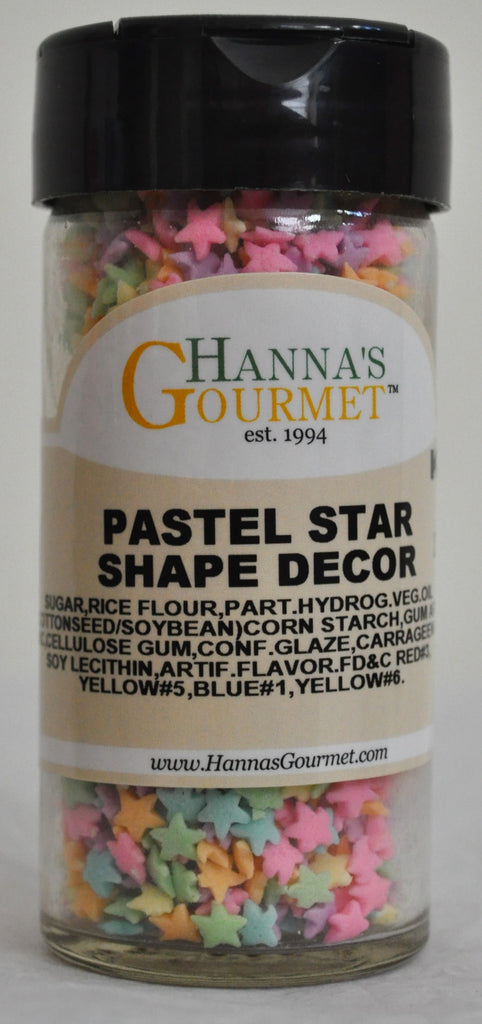 HANNA'S
GOURMET™
est. 1994
PASTEL STAR
SHAPE DECOR
SUGAR,RICE FLOUR,PART.HYDROG.VEG.OIL
OTTONSEED/SOYBEAN)CORN STARCH,GUM A
C,CELLULOSE GUM,CONF.GLAZE,CARRAGEEN
SOY LECITHIN,ARTIF.FLAVOR.FD&C RED#3,
YELLOW#5,BLUE#1,YELLOW#6.
www.HannasGourmet.com